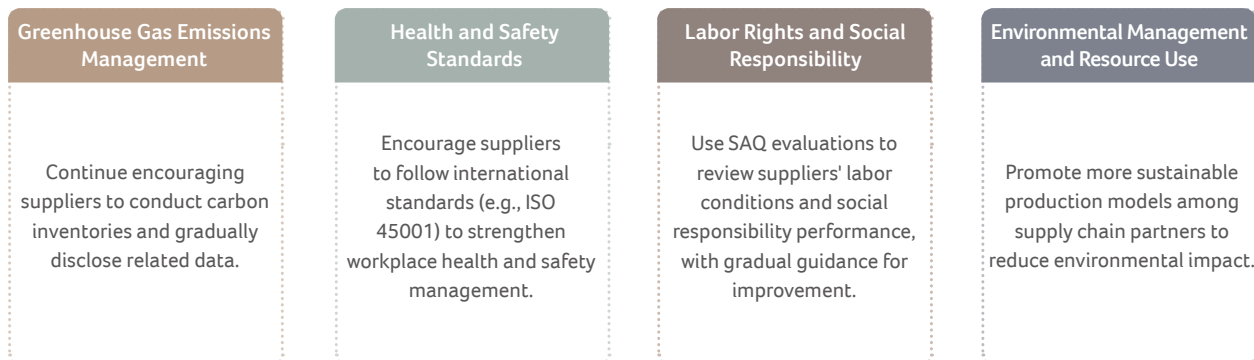 Greenhouse Gas Emissions
Management
Continue encouraging
suppliers to conduct carbon
inventories and gradually
disclose related data.
Health and Safety
Standards
Encourage suppliers
to follow international
standards (e.g., ISO
45001) to strengthen
workplace health and safety
management.
Labor Rights and Social
Responsibility
Use SAQ evaluations to
review suppliers' labor
conditions and social
responsibility performance,
with gradual guidance for
improvement.
Environmental Management
and Resource Use
Promote more sustainable
production models among
supply chain partners to
reduce environmental impact.